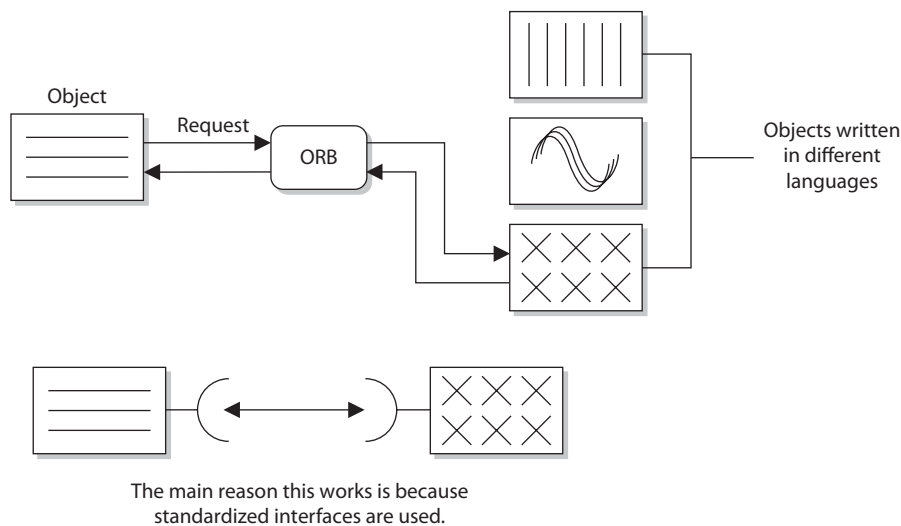 Object
Request
ORB
Objects written
in different
languages
The main reason this works is because
standardized interfaces are used.